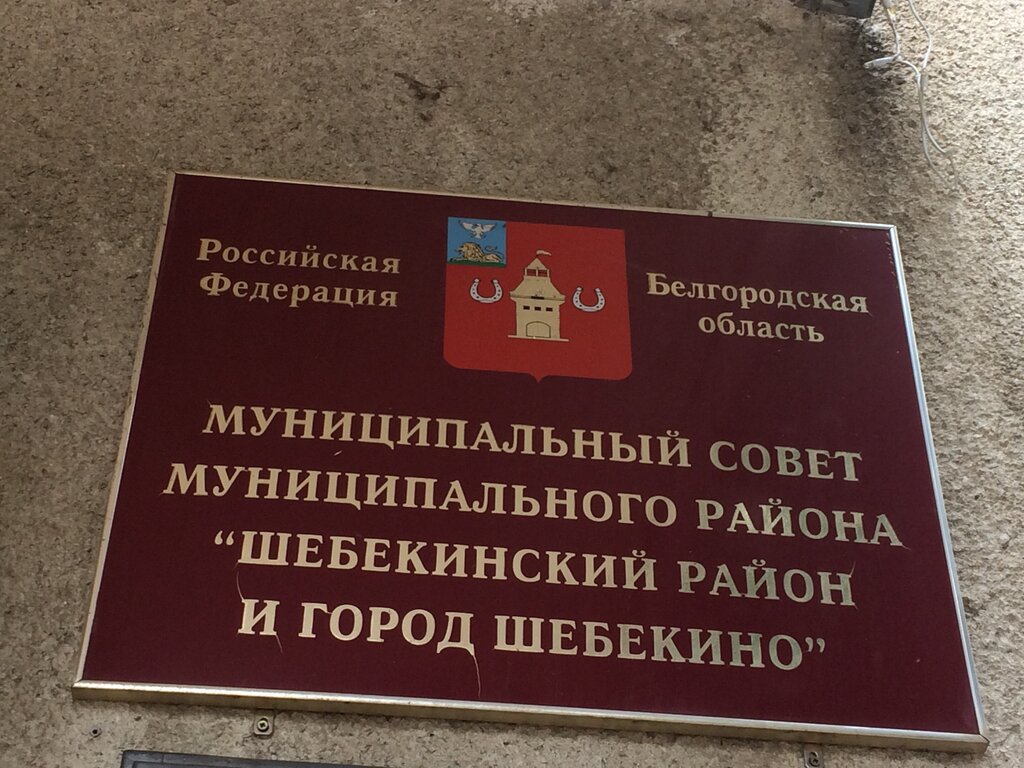 Российская
Федерация
Белгородская
область
МУНИЦИПАЛЬНЫЙ СОВЕТ
МУНИЦИПАЛЬНОГО РАЙОНА
“ШЕБЕКИНСКИЙ РАЙОН
И ГОРОД ШЕБЕКИНО”